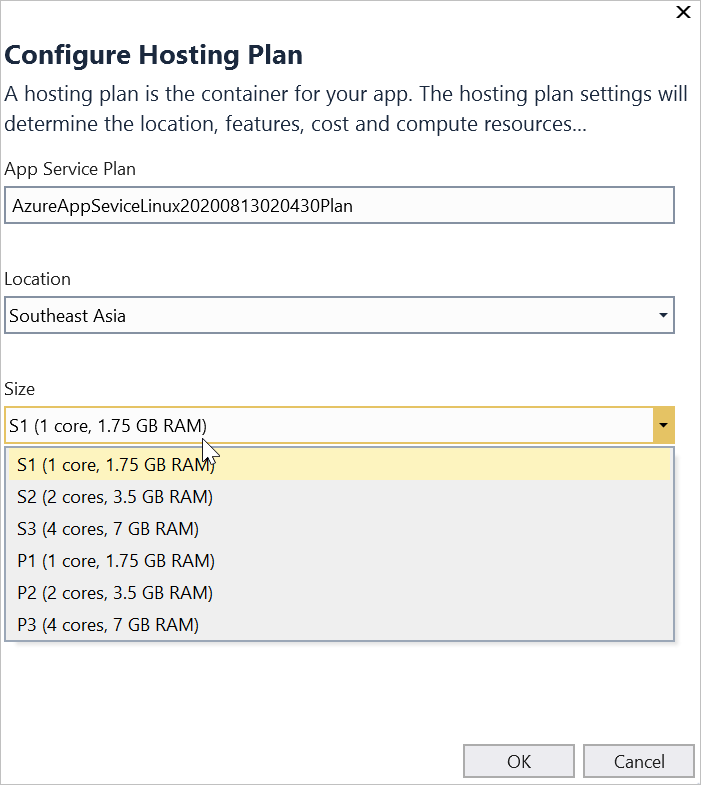 Configure Hosting Plan
A hosting plan is the container for your app. The hosting plan settings will
determine the location, features, cost and compute resources...
App Service Plan
AzureAppSeviceLinux20200813020430Plan
Location
Southeast Asia
Size
S1 (1 core, 1.75 GB RAM)
S1 (1 core, 1.75 GB RAM)
S2 (2 cores, 3.5 GB RAM)
S3 (4 cores, 7 GB RAM)
P1 (1 core, 1.75 GB RAM)
P2 (2 cores, 3.5 GB RAM)
P3 (4 cores, 7 GB RAM)
OK Cancel